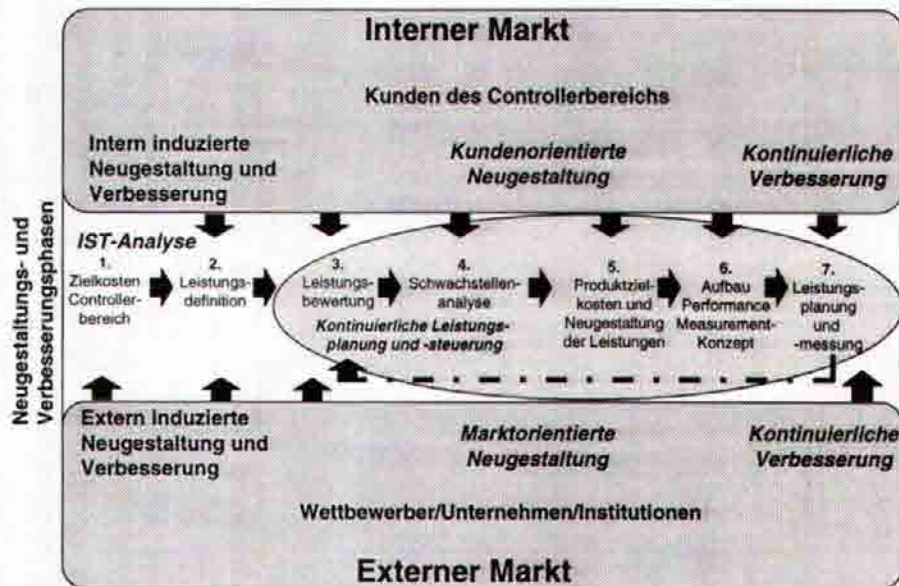 Interner Markt
Kunden des Controllerbereichs
Intern induzierte
Neugestaltung und
Verbesserung
Kundenorientierte
Neugestaltung
Kontinuierliche
Verbesserung
Neugestaltungs- und
Verbesserungsphasen
IST-Analyse
1.
Zielkosten
Controller-
bereich
2.
Leistungs-
definition
3.
Leistungs-
bewertung
4.
Schwachstellen-
analyse
Kontinuierliche Leistungs-
planung und -steuerung
5.
Produktziel-
kosten und
Neugestaltung
der Leistungen
6.
Aufbau
Performance
Measurement-
Konzept
7.
Leistungs-
planung
und
-messung
Extern Induzierte
Neugestaltung und
Verbesserung
Marktorientierte
Neugestaltung
Kontinuierliche
Verbesserung
Wettbewerber/Unternehmen/Institutionen
Externer Markt